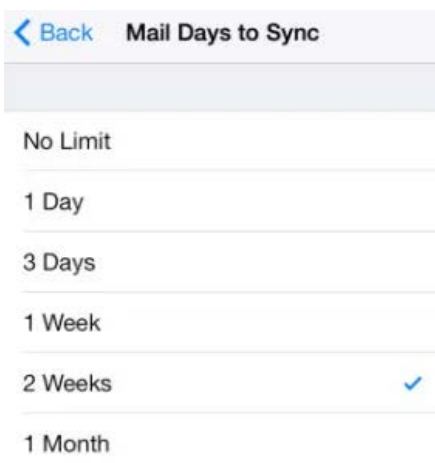 Back Mail Days to Sync
No Limit
1 Day
3 Days
1 Week
2 Weeks
1 Month